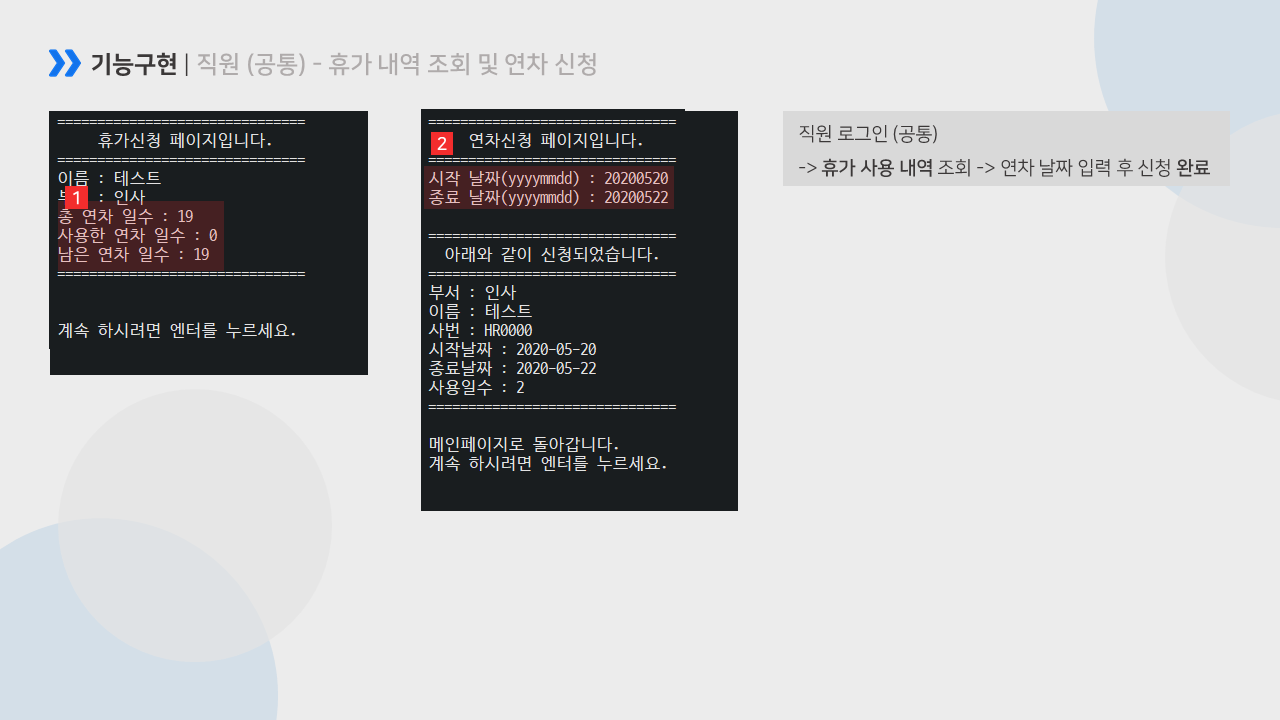 기능구현 | 직원 (공통) - 휴가 내역 조회 및 연차 신청
===============================
휴가신청 페이지입니다.
===============================
이름 : 테스트
1 : 인사
총 연차 일수 : 19
사용한 연차 일수 : 0
남은 연차 일수 : 19
===============================
계속 하시려면 엔터를 누르세요.
===============================
2 연차신청 페이지입니다.
===============================
시작 날짜(yyyymmdd) : 20200520
종료 날짜(yyyymmdd) : 20200522
===============================
아래와 같이 신청되었습니다.
===============================
부서 : 인사
이름 : 테스트
사번 : HR0000
시작날짜 : 2020-05-20
종료날짜 : 2020-05-22
사용일수 : 2
===============================
메인페이지로 돌아갑니다.
계속 하시려면 엔터를 누르세요.
직원 로그인 (공통)
-> 휴가 사용 내역 조회 -> 연차 날짜 입력 후 신청 완료